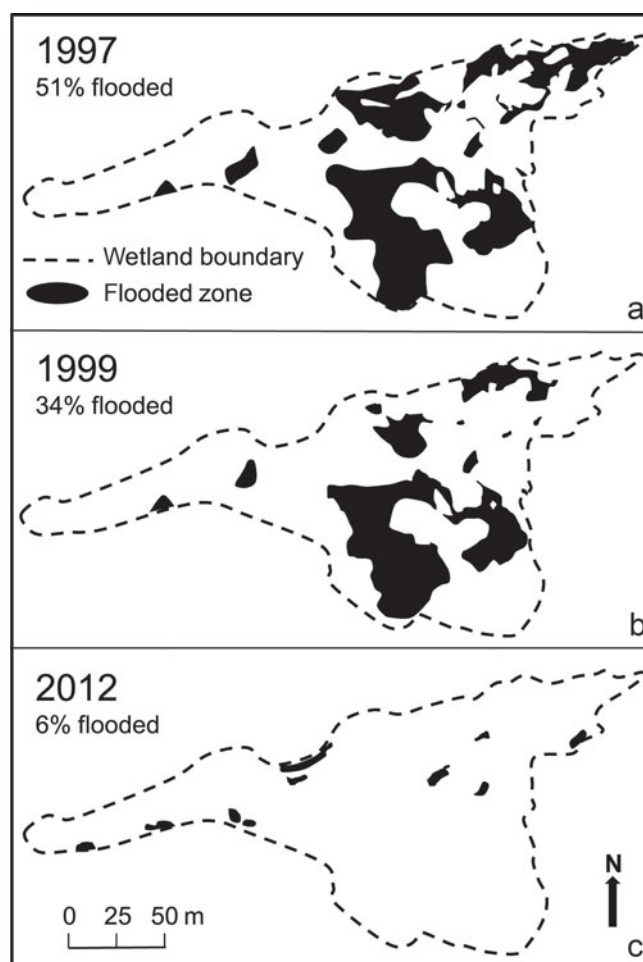 1997
51% flooded
Wetland boundary
Flooded zone
a
1999
34% flooded
b
2012
6% flooded
N
0 25 50 m
c